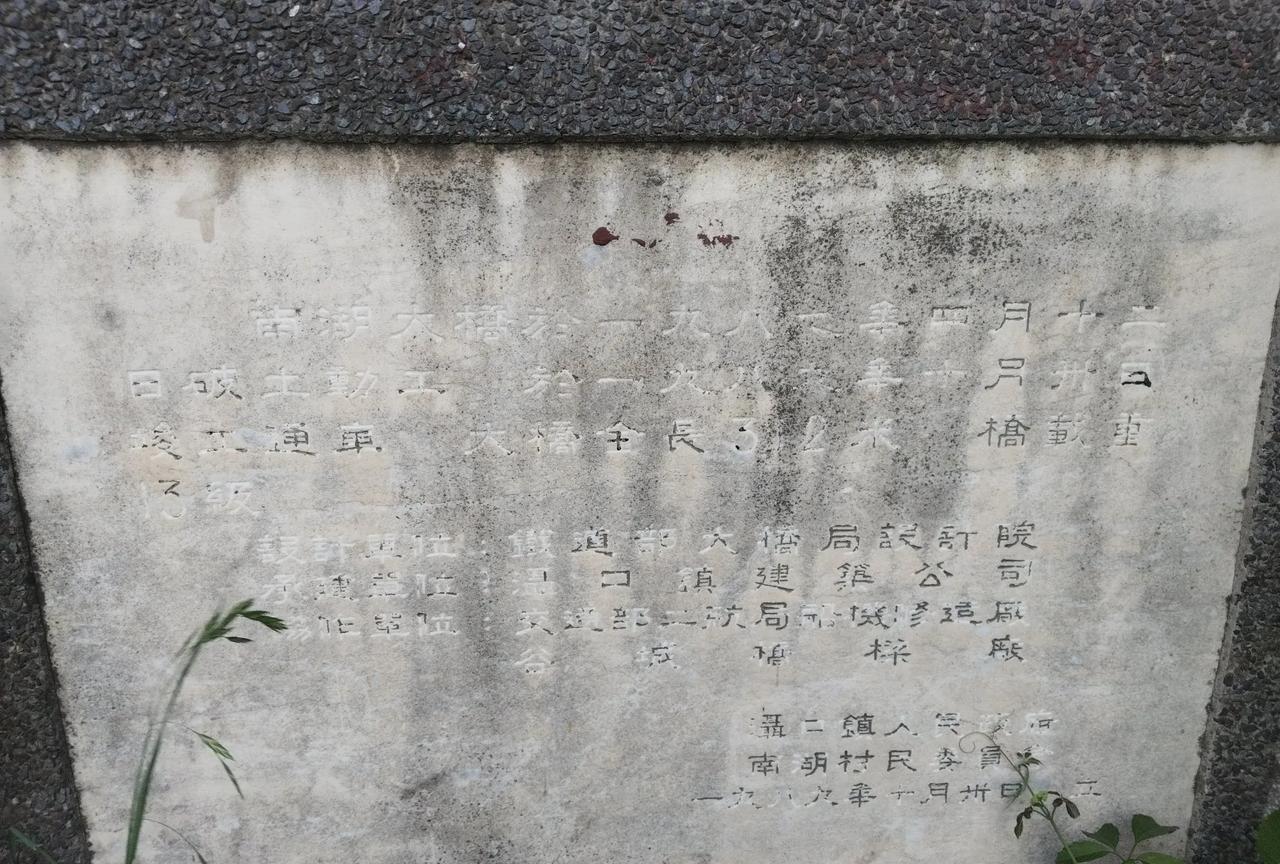 南湖大橋於一九八七年四月十二
日破土動工 於一九八九年十月卅日
竣工通車 大橋全長312米 橋載重
13級
設計單位:鐵道部大橋局設計院
承建單位:灄口鎮建築公司
協作單位:交通部二航局船機修造廠
谷城橋樑廠
灄口鎮人民政府
南湖村民委員會
一九八九年十月卅日 立